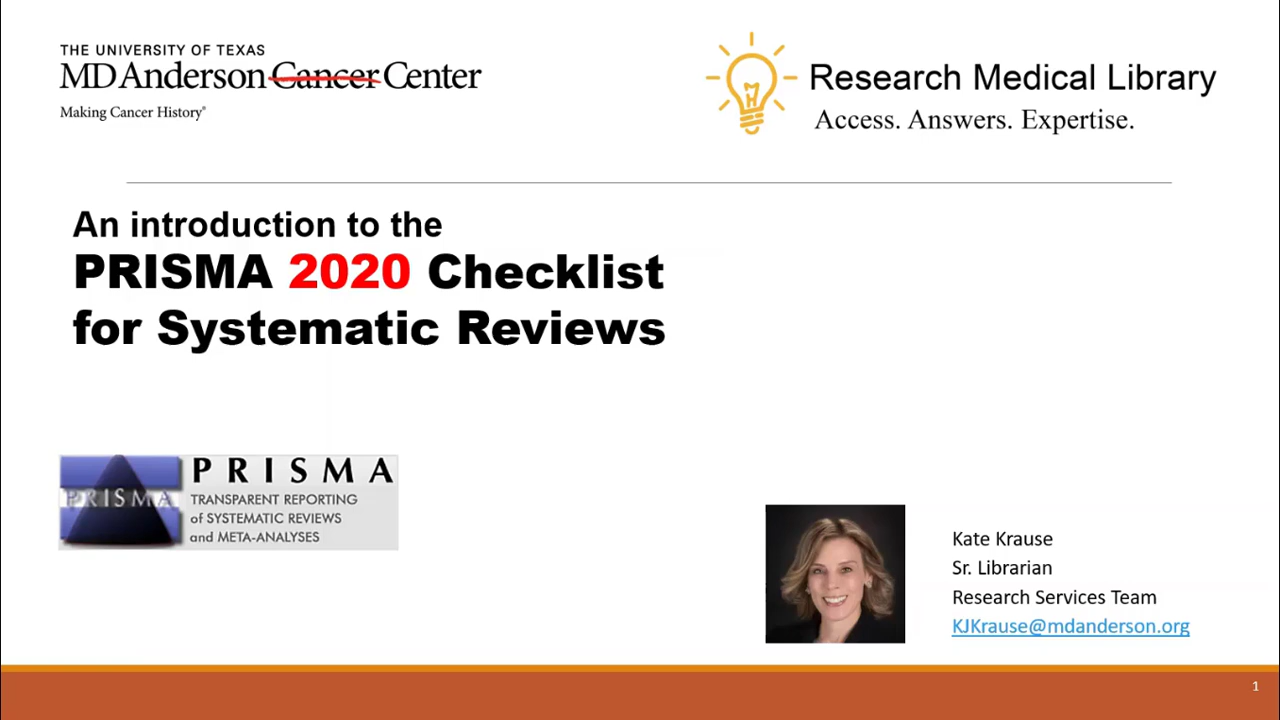 THE UNIVERSITY OF TEXAS
MD Anderson Cancer Center
Making Cancer History®
Research Medical Library
Access. Answers. Expertise.
An introduction to the
PRISMA 2020 Checklist
for Systematic Reviews
PRISMA
PRISMA
TRANSPARENT REPORTING
of SYSTEMATIC REVIEWS
and META-ANALYSES
Kate Krause
Sr. Librarian
Research Services Team
KJKrause@mdanderson.org
1